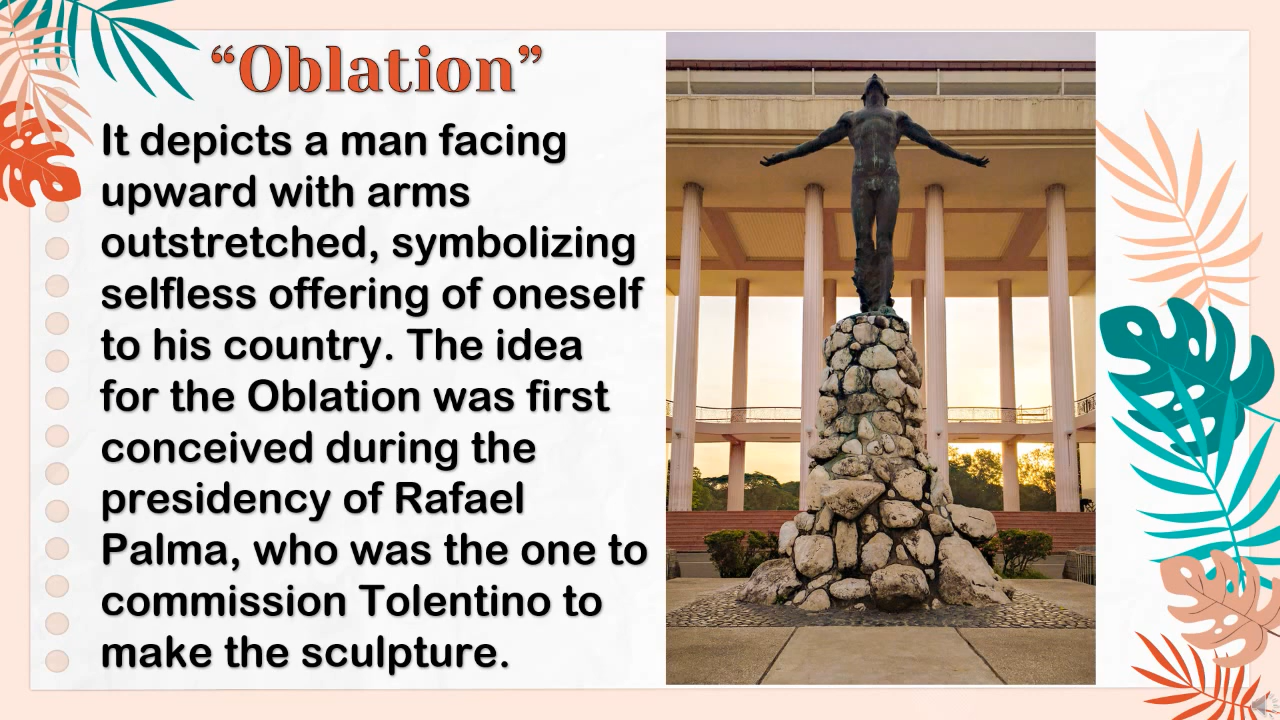 “Oblation”
It depicts a man facing
upward with arms
outstretched, symbolizing
selfless offering of oneself
to his country. The idea
for the Oblation was first
conceived during the
presidency of Rafael
Palma, who was the one to
commission Tolentino to
make the sculpture.